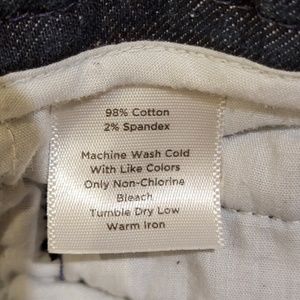 98% Cotton
2% Spandex
Machine Wash Cold
With Like Colors
Only Non-Chlorine
Bleach
Tumble Dry Low
Warm Iron